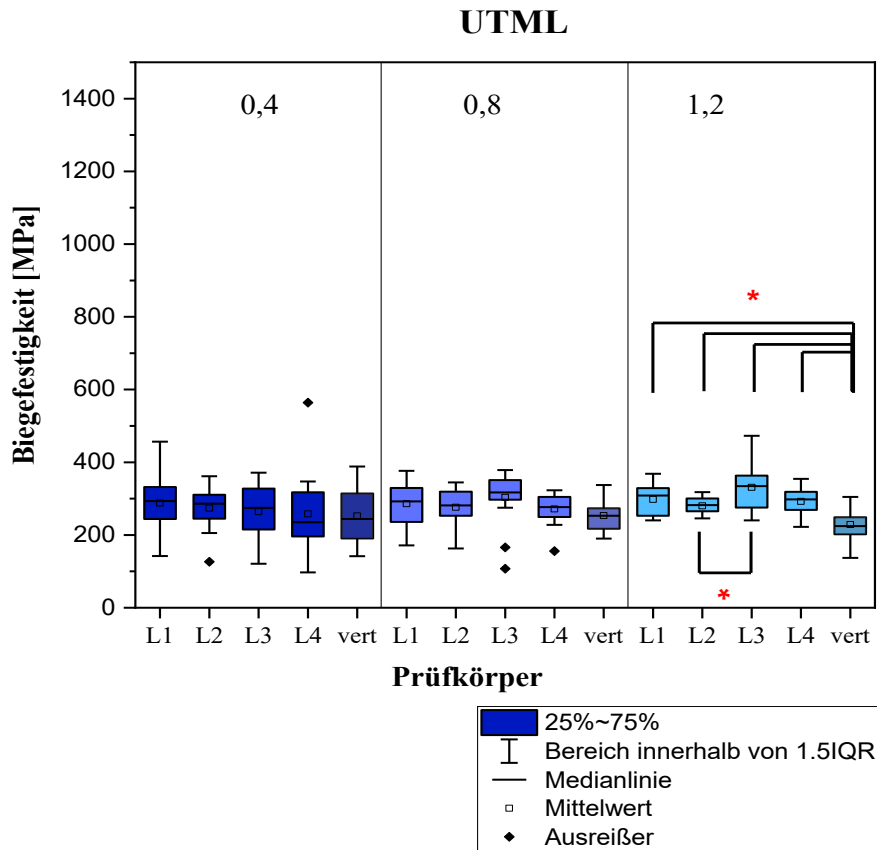 UTML
0,4 0,8 1,2
1400
1200
1000
800
600
400
200
0
Biegefestigkeit [MPa]
*
*
L1 L2 L3 L4 vert L1 L2 L3 L4 vert L1 L2 L3 L4 vert
Prüfkörper
25%~75%
Bereich innerhalb von 1.5IQR
Medianlinie
Mittelwert
Ausreißer